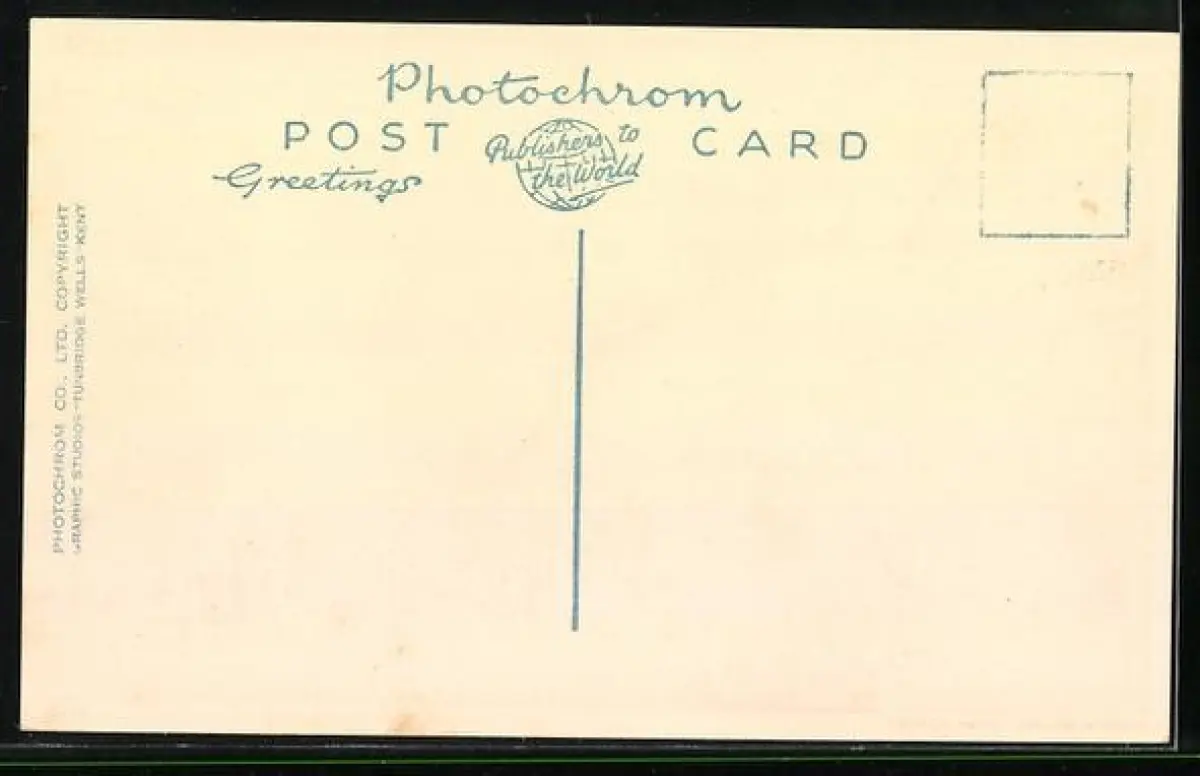 Photochrom
POST CARD
Publishers to
the World
Greetings
PHOTOCHROM CO., LTD. COPYRIGHT
GRAPHIC STUDIOS-TUNBRIDGE WELLS-KENT